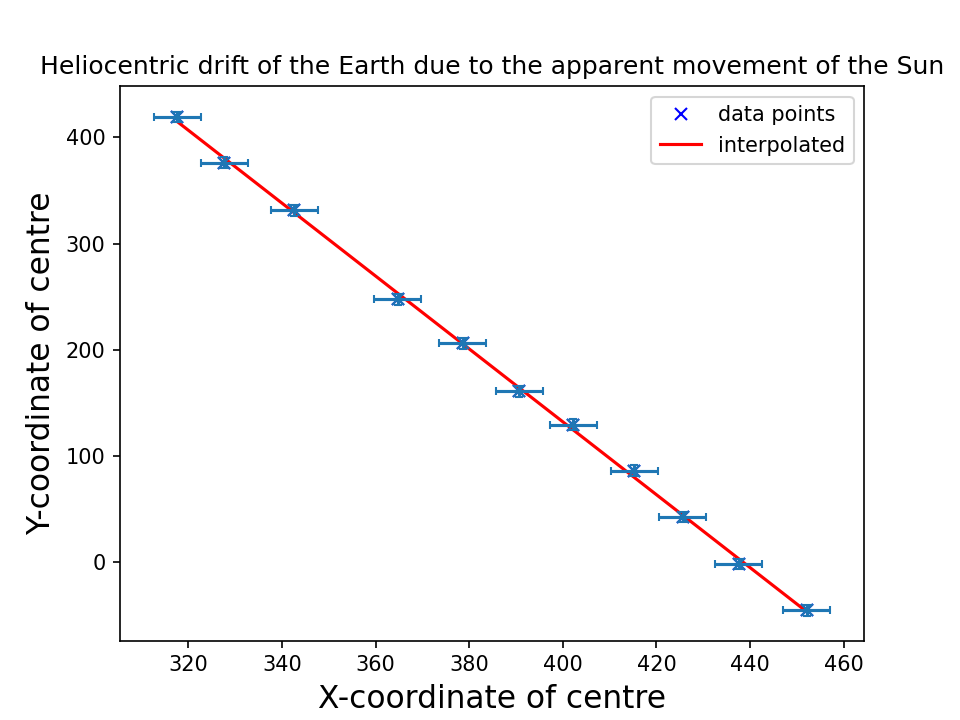 Heliocentric drift of the Earth due to the apparent movement of the Sun
data points
interpolated
Y-coordinate of centre
400
300
200
100
0
320 340 360 380 400 420 440 460
X-coordinate of centre